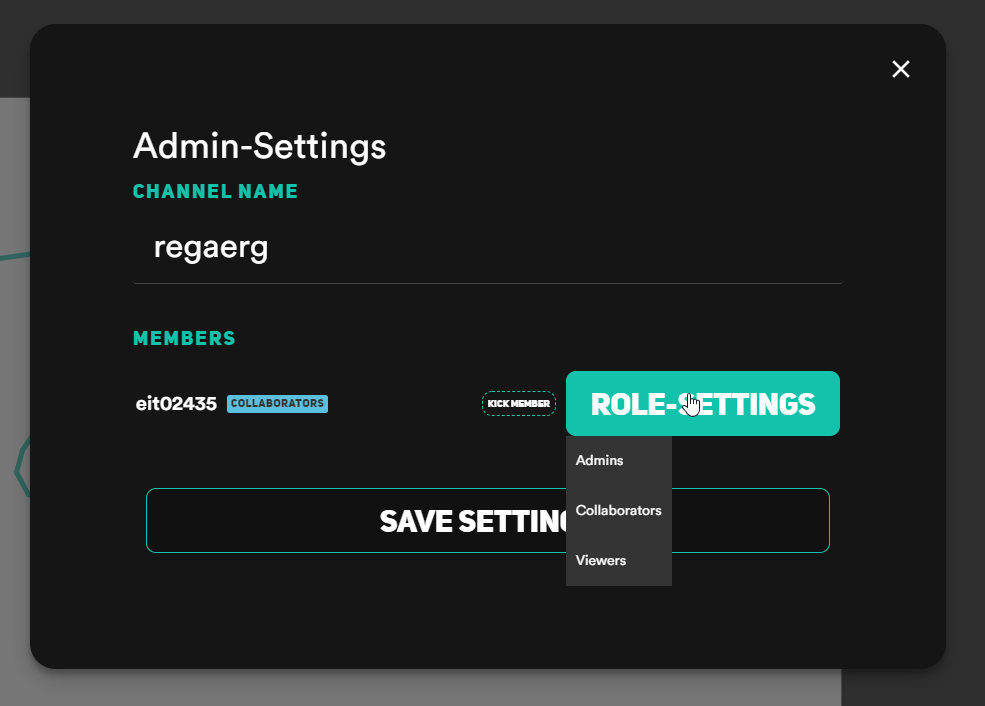 Admin-Settings
CHANNEL NAME
regaerg
MEMBERS
eit02435 COLLABORATORS KICK MEMBER ROLE-SETTINGS
Admins
Collaborators
SAVE SETTING
Viewers